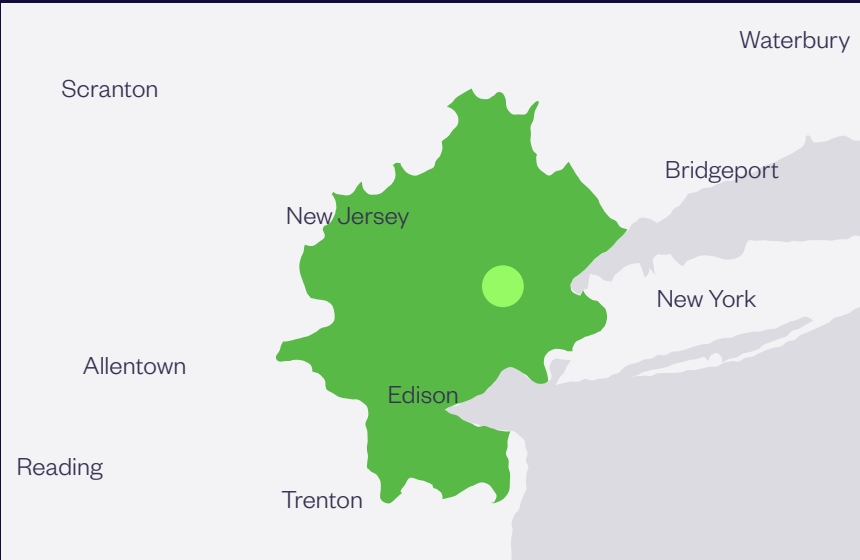 Waterbury
Scranton
Bridgeport
New Jersey
New York
Allentown
Edison
Reading
Trenton